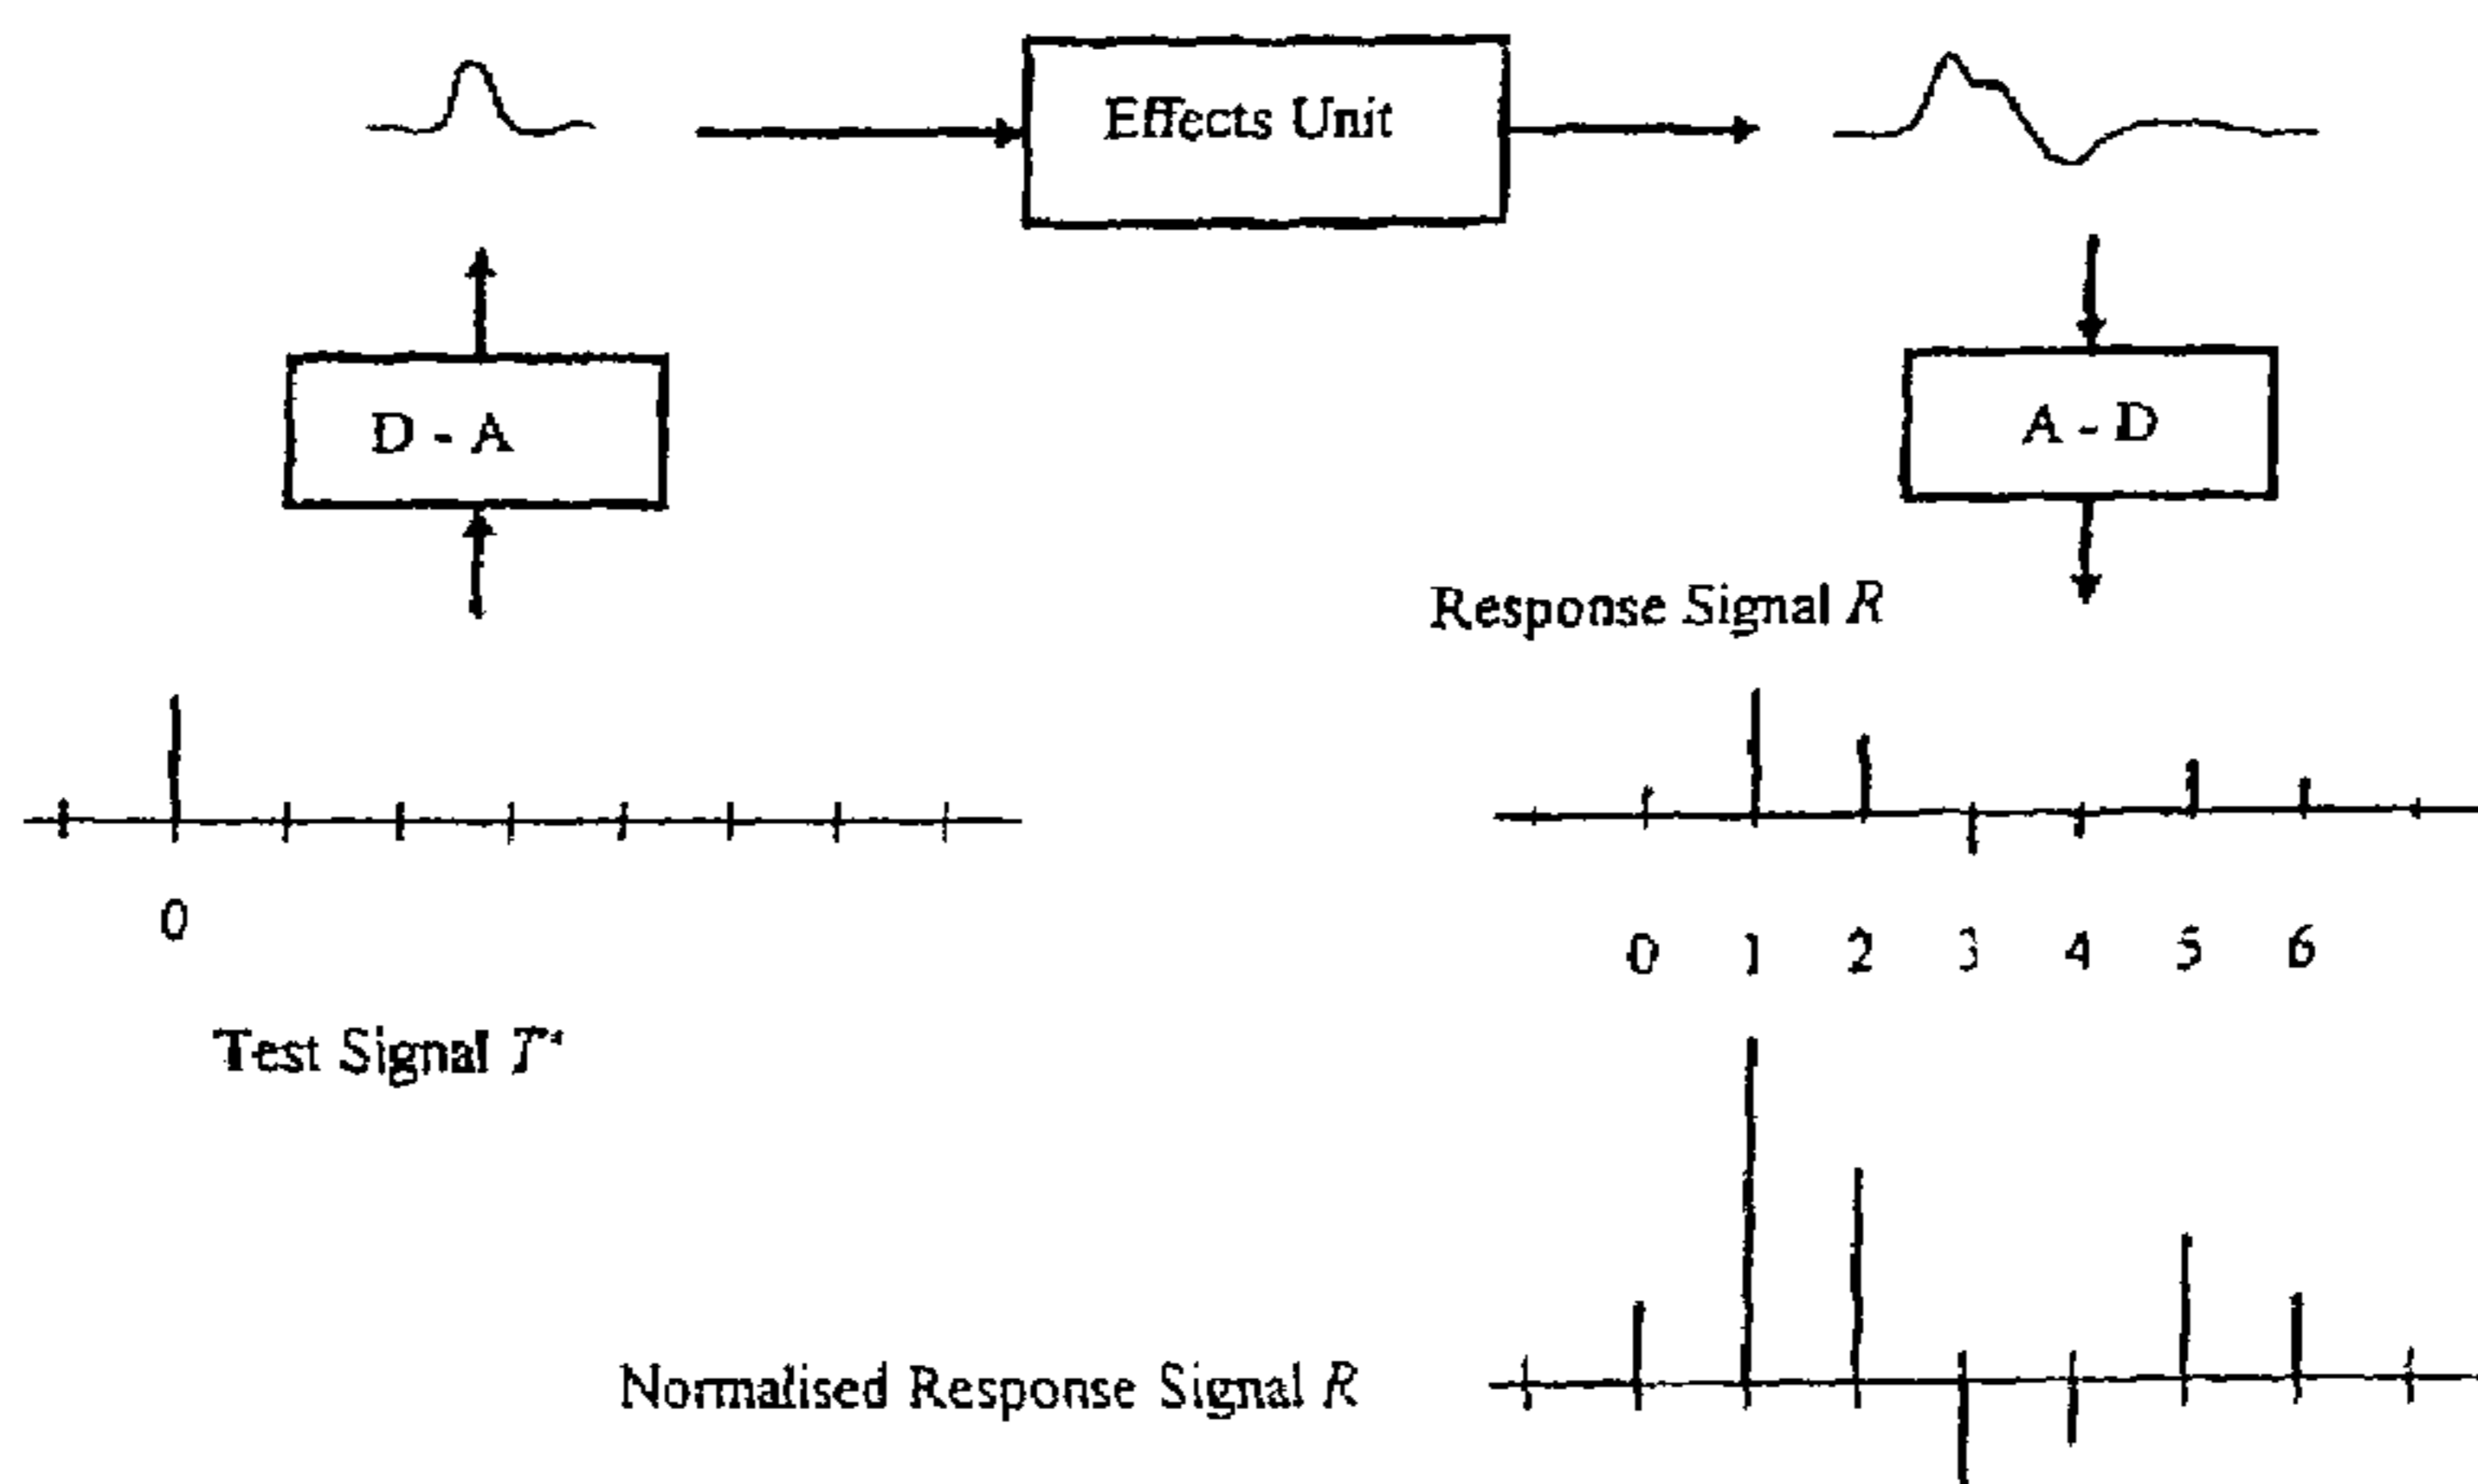 Effects Unit
D - A
A - D
Response Signal R
0
0 1 2 3 4 5 6
Test Signal T
Normalised Response Signal R